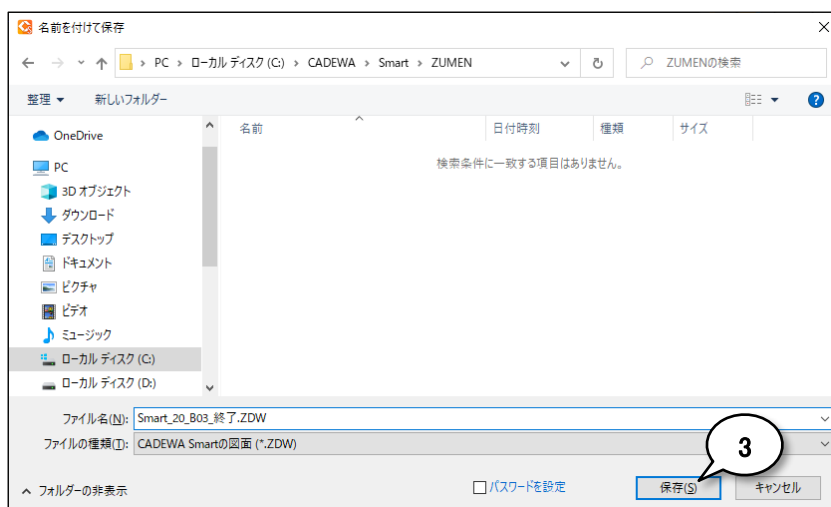 名前を付けて保存
PC › ローカル ディスク (C:) › CADEWA › Smart › ZUMEN
ZUMENの検索
整理 新しいフォルダー
名前 日付時刻 種類 サイズ
検索条件に一致する項目はありません。
OneDrive
PC
3D オブジェクト
ダウンロード
デスクトップ
ドキュメント
ピクチャ
ビデオ
ミュージック
ローカル ディスク (C:)
ローカル ディスク (D:)
ファイル名(N): Smart_20_B03_終了.ZDW
ファイルの種類(T): CADEWA Smartの図面 (*.ZDW)
3
フォルダーの非表示
パスワードを設定
保存(S)
キャンセル